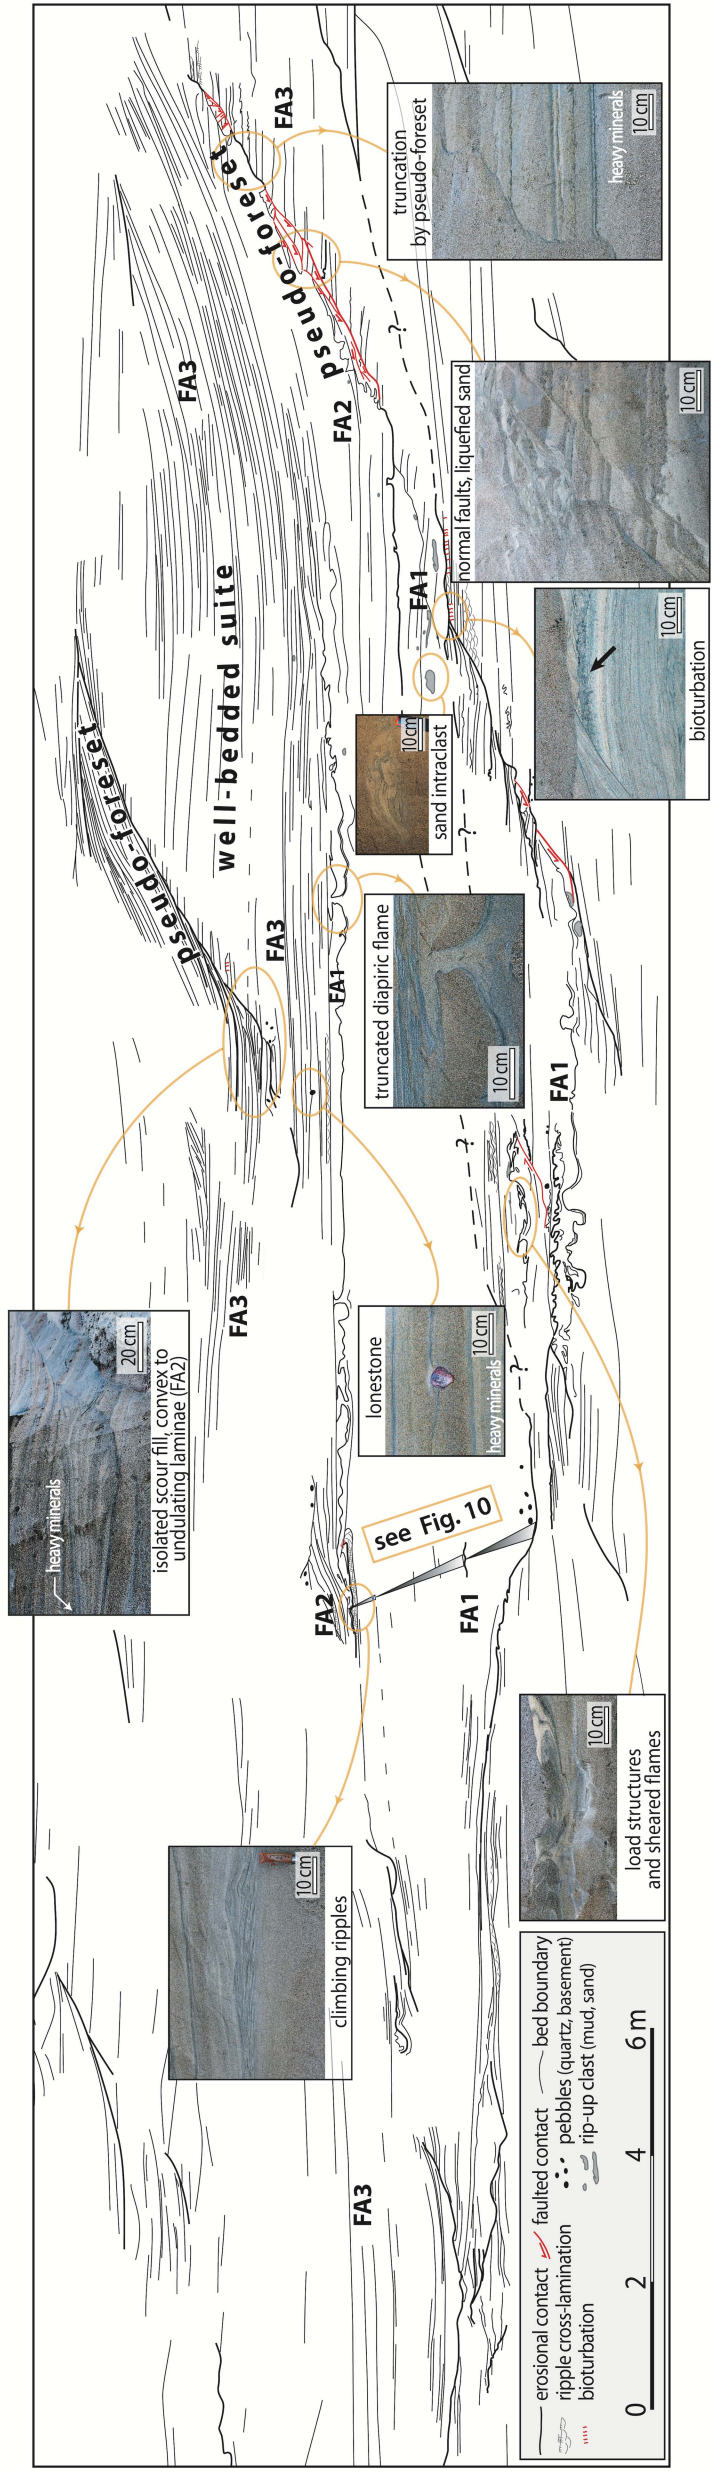 FA3
pseudo-foreset
truncation
by pseudo-foreset
heavy minerals
10 cm
FA3
FA2
?
normal faults, liquefied sand
10 cm
well-bedded suite
FA1
bioturbation
10 cm
pseudo-foreset
sand intraclast
10cm
?
FA3
FA1
truncated diapiric flame
10 cm
FA1
?
FA3
20 cm
heavy minerals
isolated scour fill, convex to
undulating laminae (FA2)
lonestone
10 cm
heavy minerals
?
see Fig. 10
FA2
FA1
load structures
and sheared flames
10 cm
climbing ripples
10 cm
FA3
erosional contact
faulted contact
bed boundary
ripple cross-lamination
pebbles (quartz, basement)
bioturbation
rip-up clast (mud, sand)
0 2 4 6 m